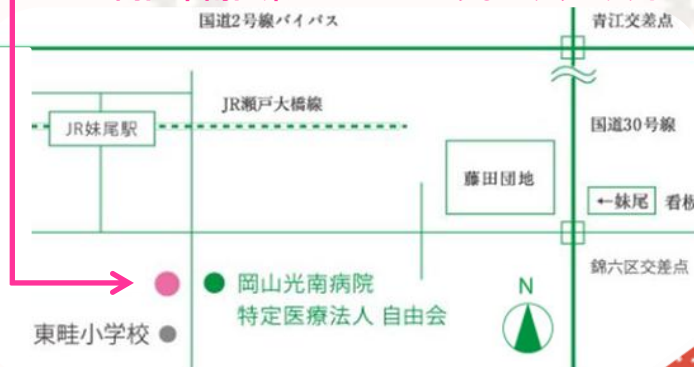 国道2号線バイパス
青江交差点
JR瀬戸大橋線
JR妹尾駅
国道30号線
藤田団地
←妹尾 看板
錦六区交差点
岡山光南病院
特定医療法人 自由会
N
東畦小学校